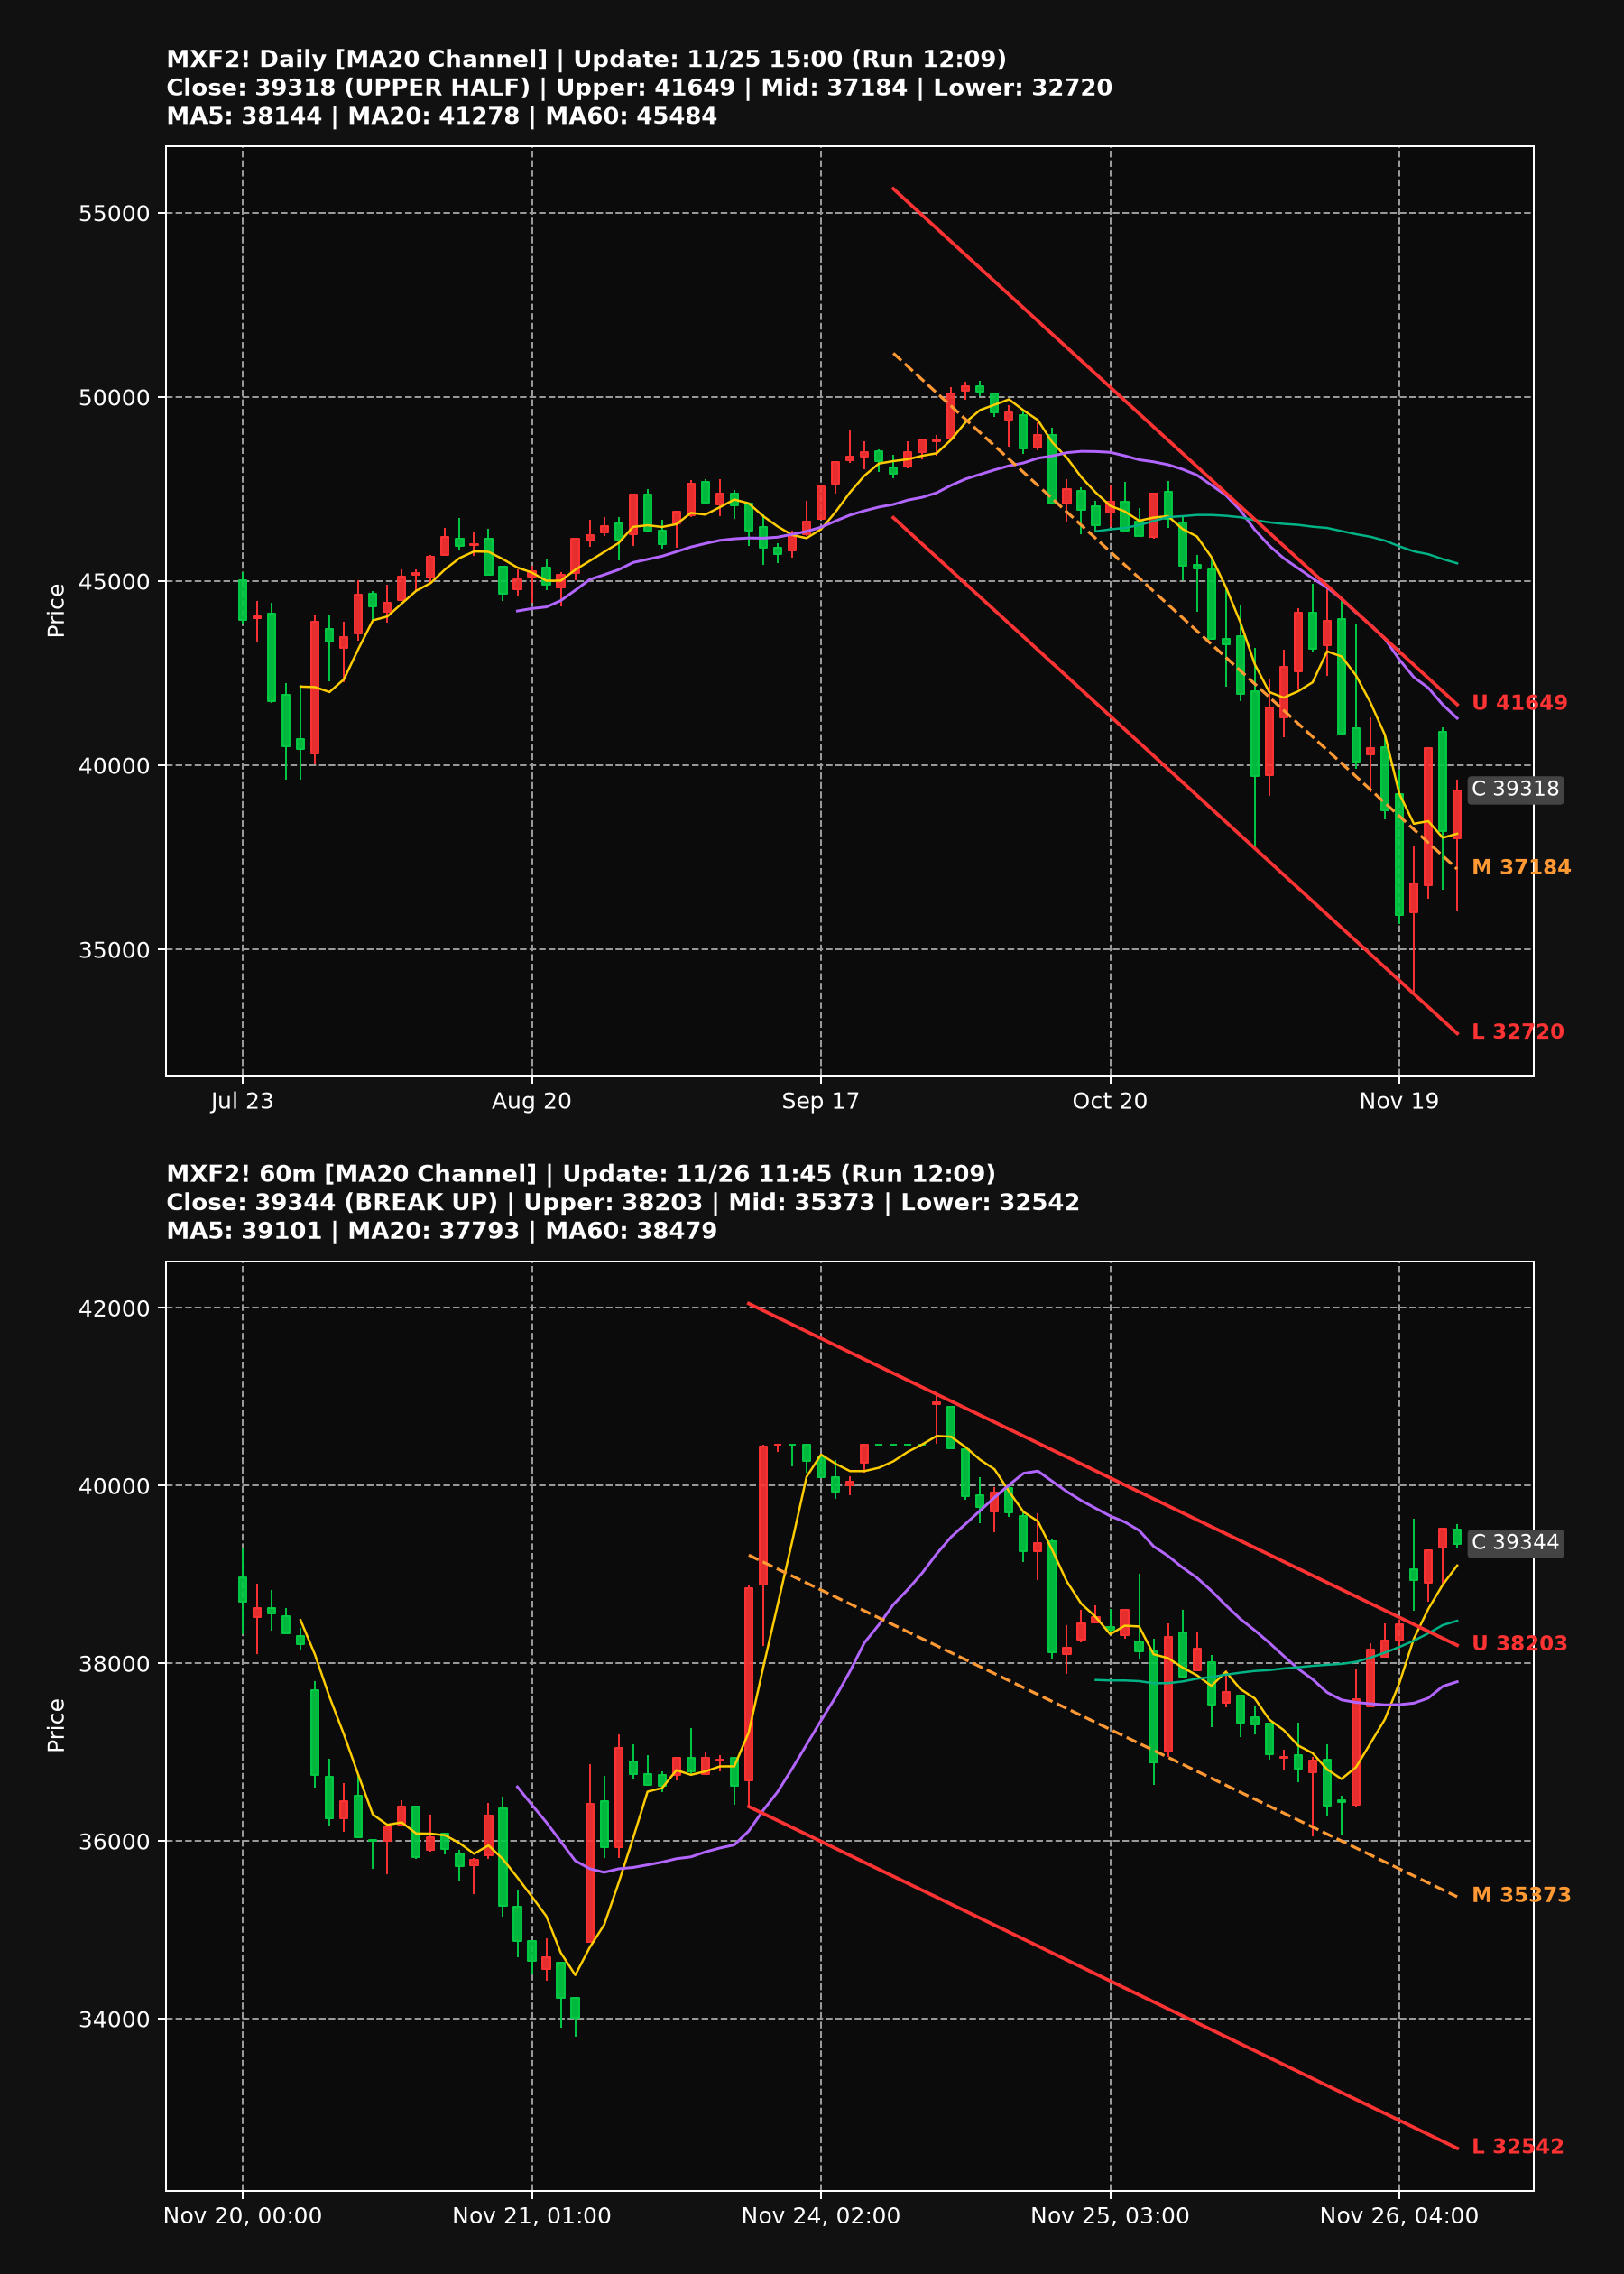 MXF2! Daily [MA20 Channel] | Update: 11/25 15:00 (Run 12:09)
Close: 39318 (UPPER HALF) | Upper: 41649 | Mid: 37184 | Lower: 32720
MA5: 38144 | MA20: 41278 | MA60: 45484
Price
55000
50000
45000
40000
35000
U 41649
C 39318
M 37184
L 32720
Jul 23
Aug 20
Sep 17
Oct 20
Nov 19
MXF2! 60m [MA20 Channel] | Update: 11/26 11:45 (Run 12:09)
Close: 39344 (BREAK UP) | Upper: 38203 | Mid: 35373 | Lower: 32542
MA5: 39101 | MA20: 37793 | MA60: 38479
Price
42000
40000
38000
36000
34000
C 39344
U 38203
M 35373
L 32542
Nov 20, 00:00
Nov 21, 01:00
Nov 24, 02:00
Nov 25, 03:00
Nov 26, 04:00